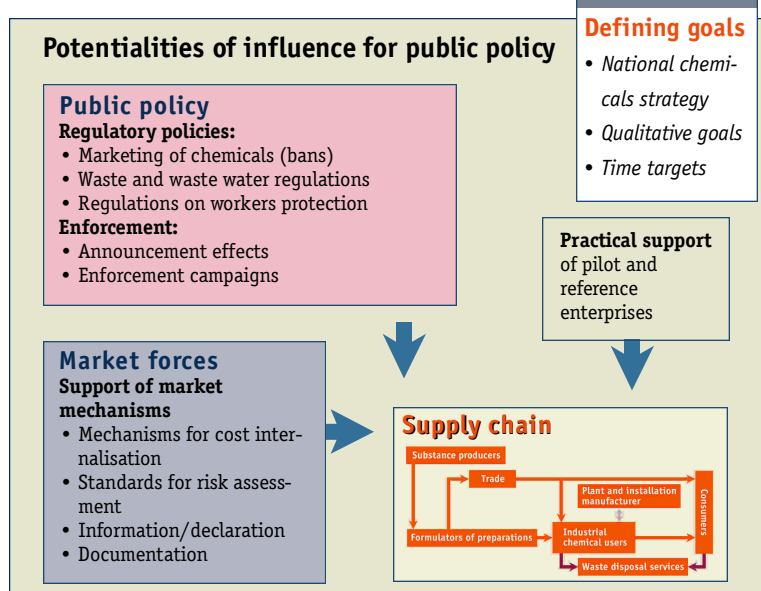 Potentialities of influence for public policy
Defining goals
• National chemi-
cals strategy
• Qualitative goals
• Time targets
Public policy
Regulatory policies:
• Marketing of chemicals (bans)
• Waste and waste water regulations
• Regulations on workers protection
Enforcement:
• Announcement effects
• Enforcement campaigns
Practical support
of pilot and
reference
enterprises
Market forces
Support of market
mechanisms
• Mechanisms for cost inter-
nalisation
• Standards for risk assess-
ment
• Information/declaration
• Documentation
Supply chain
Substance producers
Trade
Plant and installation
manufacturer
Consumers
Formulators of preparations
Industrial
chemical users
Waste disposal services